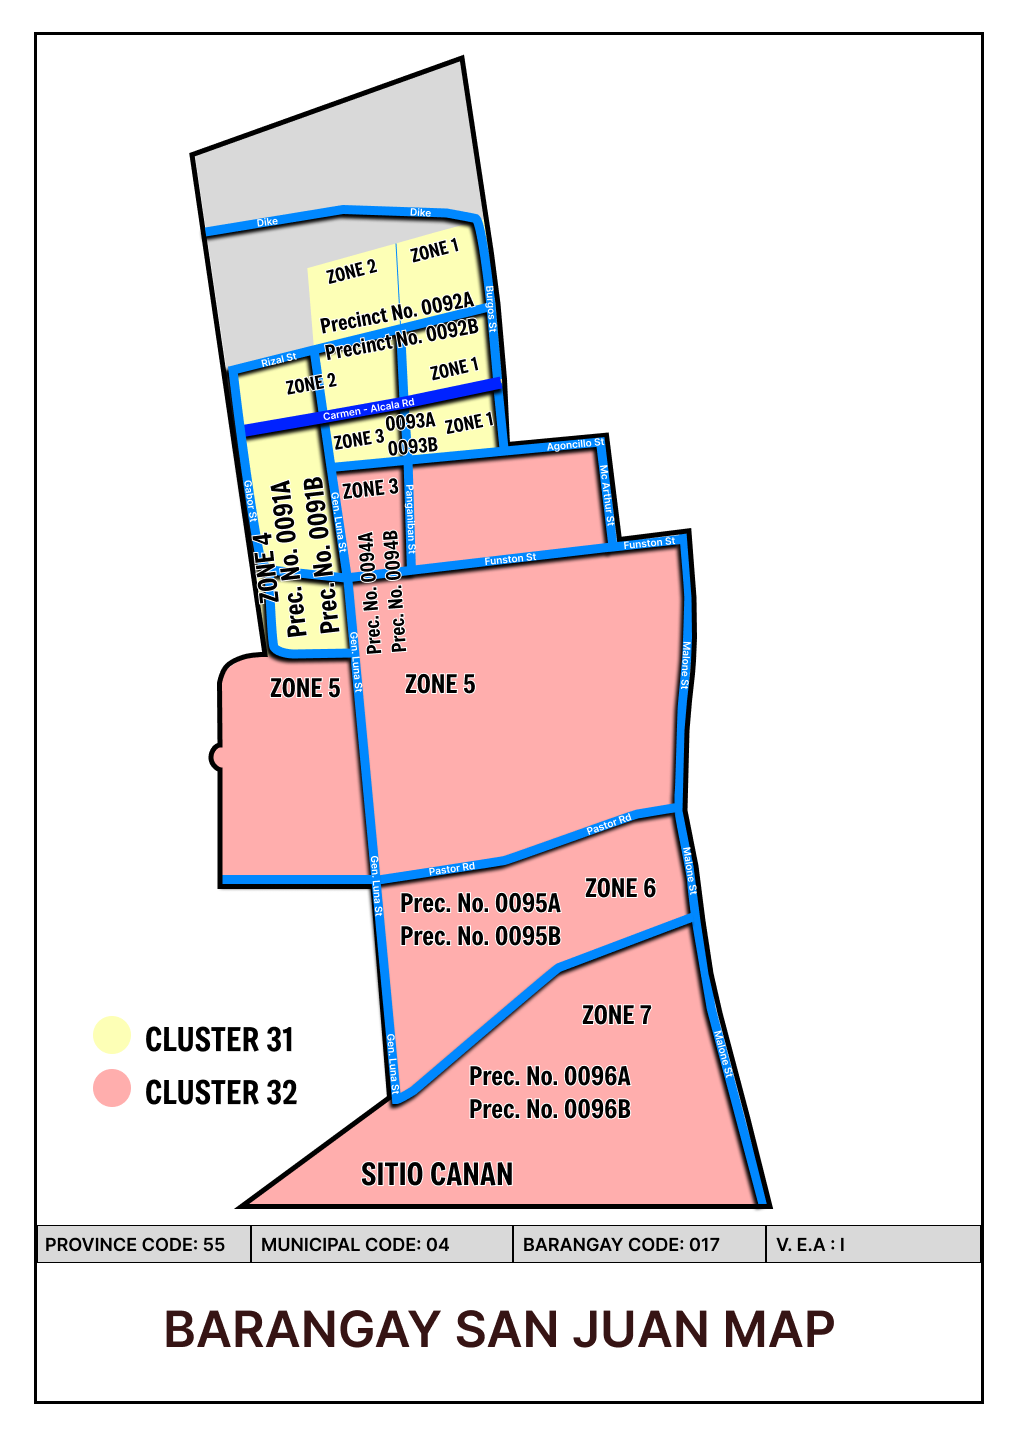 Dike
Dike
ZONE 2
ZONE 1
Precinct No. 0092A
Burgos St
Precinct No. 0092B
Rizal St
ZONE 2
ZONE 1
Carmen - Alcala Rd
ZONE 3
0093A
0093B
ZONE 1
Agoncillo St
Gabor St
ZONE 4
Prec. No. 0091A
Prec. No. 0091B
Gen. Luna St
ZONE 3
Panganiban St
Mc Arthur St
Prec. No. 0094A
Prec. No. 0094B
Funston St
Funston St
Gen. Luna St
Malone St
ZONE 5
ZONE 5
Pastor Rd
Pastor Rd
Gen. Luna St
Malone St
Prec. No. 0095A
Prec. No. 0095B
ZONE 6
ZONE 7
Gen. Luna St
Malone St
Prec. No. 0096A
Prec. No. 0096B
SITIO CANAN
CLUSTER 31
CLUSTER 32
PROVINCE CODE: 55
MUNICIPAL CODE: 04
BARANGAY CODE: 017
V. E.A : I
BARANGAY SAN JUAN MAP